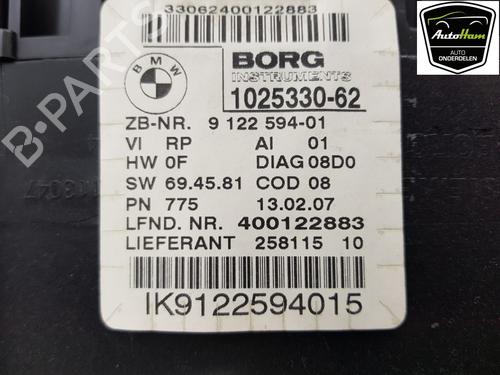 33062400122883
BMW
BORG
INSTRUMENTS
1025330-62
ZB-NR. 9 122 594-01
VI RP AI 01
HW 0F DIAG 08D0
SW 69.45.81 COD 08
PN 775 13.02.07
LFND. NR. 400122883
LIEFERANT 258115 10
IK9122594015
AutoHam
AUTO
ONDERDELEN
B-PARTS